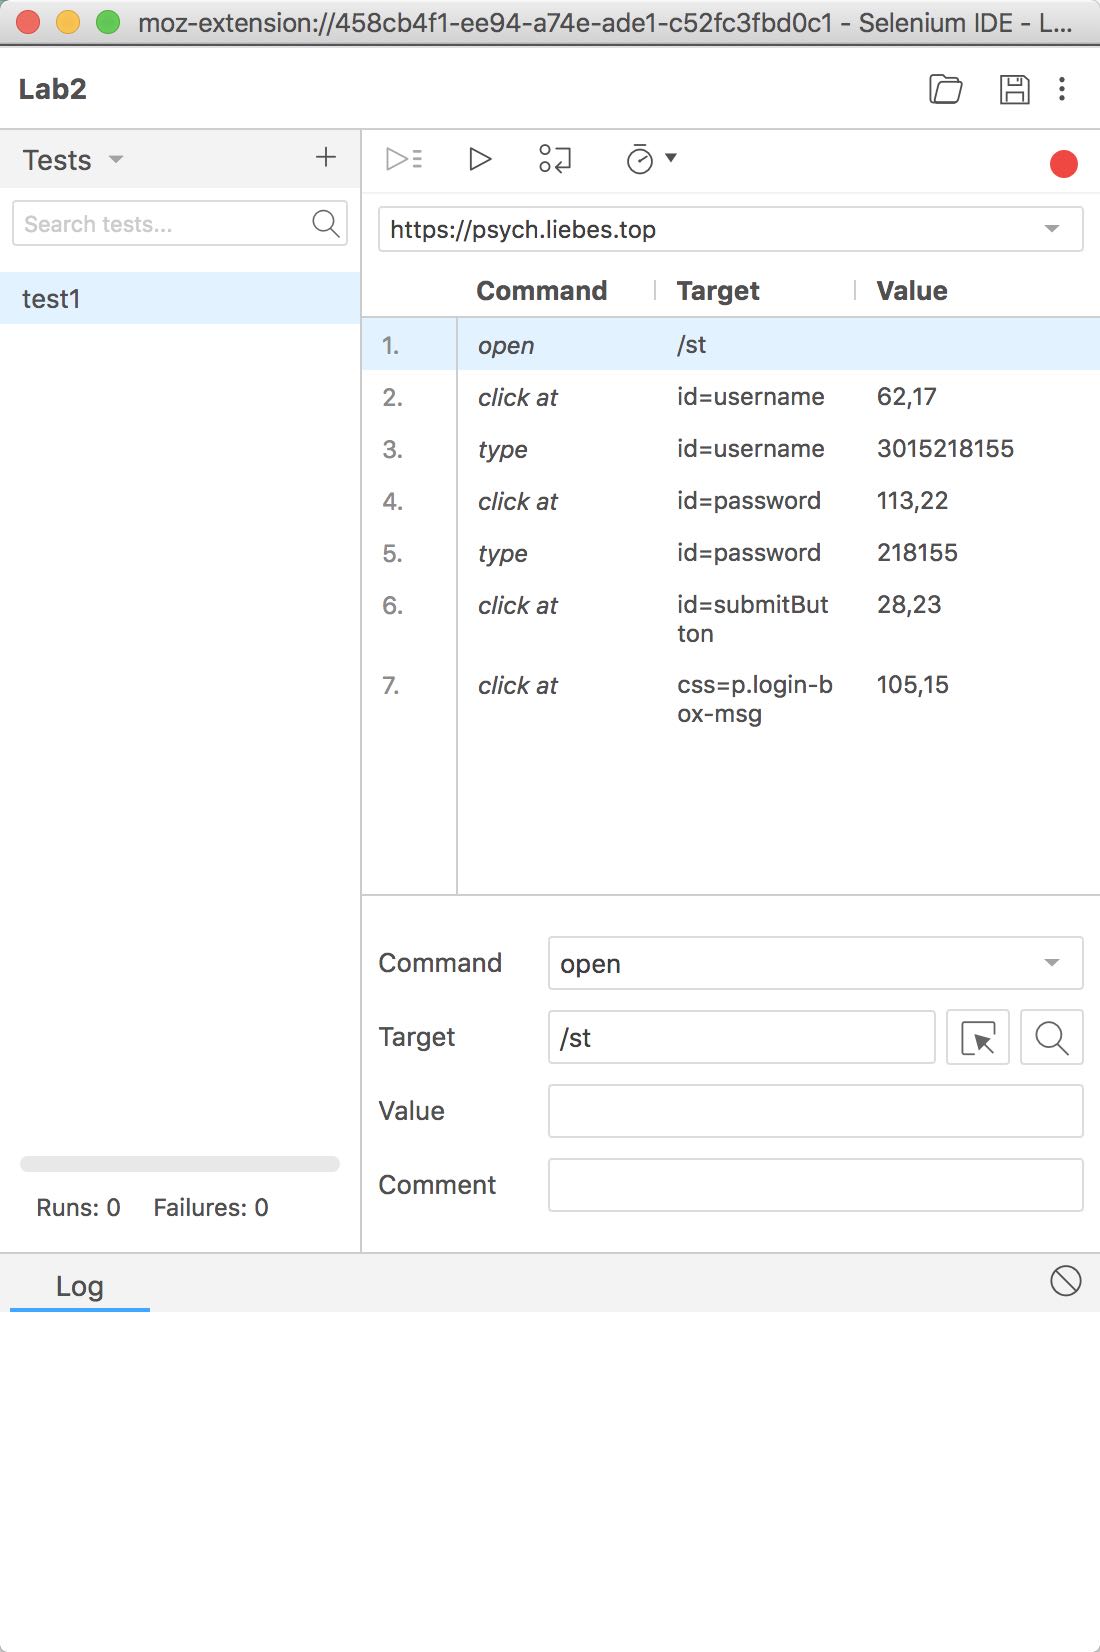 moz-extension://458cb4f1-ee94-a74e-ade1-c52fc3fbd0c1 - Selenium IDE - L...
Lab2
Tests
Search tests...
test1
https://psych.liebes.top
Command Target Value
1. open /st
2. click at id=username 62,17
3. type id=username 3015218155
4. click at id=password 113,22
5. type id=password 218155
6. click at id=submitBut 28,23
ton
7. click at css=p.login-b 105,15
ox-msg
Command open
Target /st
Value
Comment
Runs: 0 Failures: 0
Log